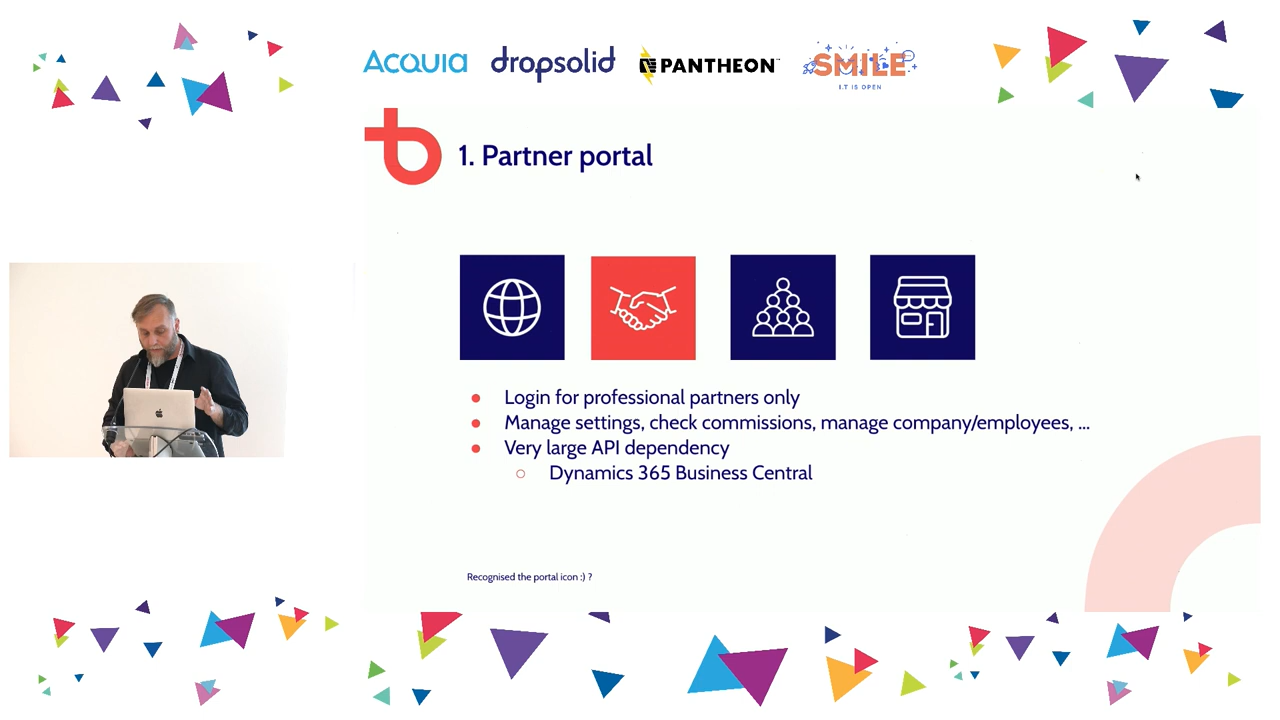 ACQUIA dropsolid PANTHEON SMILE
I.T IS OPEN
1. Partner portal
Login for professional partners only
Manage settings, check commissions, manage company/employees, ...
Very large API dependency
Dynamics 365 Business Central
Recognised the portal icon :) ?